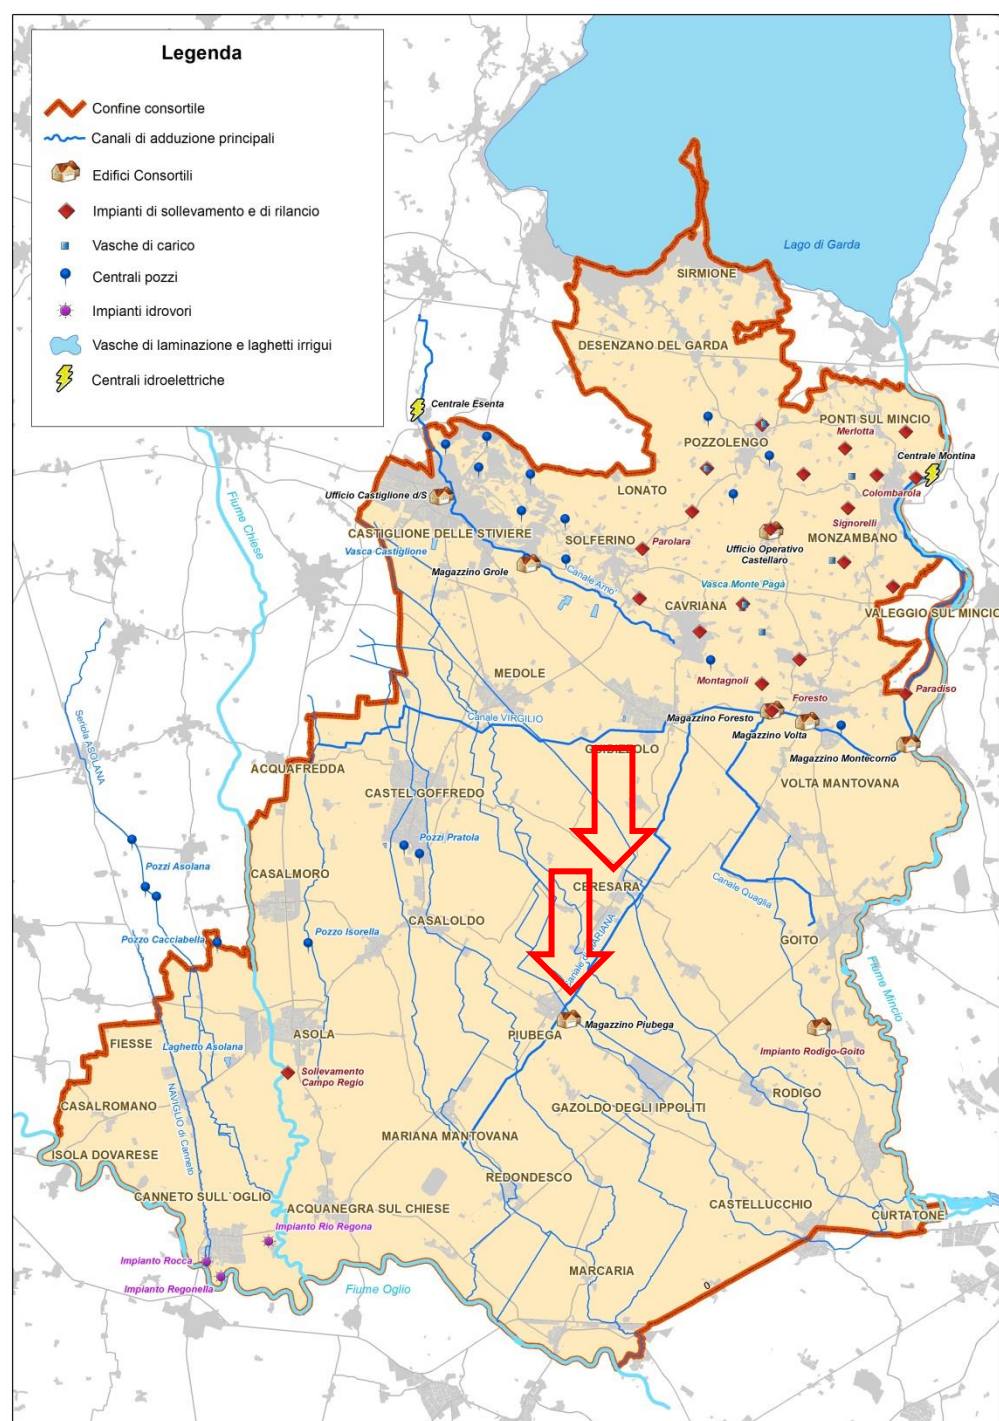 Legenda
Confine consortile
Canali di adduzione principali
Edifici Consortili
Impianti di sollevamento e di rilancio
Vasche di carico
Centrali pozzi
Impianti idrovori
Vasche di laminazione e laghetti irrigui
Centrali idroelettriche
Lago di Garda
SIRMIONE
DESENZANO DEL GARDA
Centrale Esenta
PONTI SUL MINCIO
Merlotta
POZZOLENGO
Centrale Montina
LONATO
Colombarola
Ufficio Castiglione d/S
Fiume Chiese
Signorelli
CASTIGLIONE DELLE STIVIERE
SOLFERINO
Parolara
Ufficio Operativo
Castellaro
MONZAMBANO
Vasca Castiglione
Magazzino Grole
Canale Arno'
Vasca Monte Pagà
CAVRIANA
VALEGGIO SUL MINCIO
MEDOLE
Montagnoli
Foresto
Paradiso
Seriola ASOLANA
Canale VIRGILIO
Magazzino Foresto
Magazzino Volta
GUIDIZZOLO
Magazzino Montecorno
ACQUAFREDDA
VOLTA MANTOVANA
CASTEL GOFFREDO
Pozzi Pratola
Pozzi Asolana
CASALMORO
CERESARA
Canale Quaglia
CASALOLDO
Pozzo Cacciabella
Pozzo Isorella
GOITO
Canale di MARIANA
Fiume Mincio
FIESSE
ASOLA
PIUBEGA
Magazzino Piubega
Laghetto Asolana
Impianto Rodigo-Goito
Sollevamento
Campo Regio
CASALROMANO
NAVIGLIO di Canneto
GAZOLDO DEGLI IPPOLITI
RODIGO
MARIANA MANTOVANA
ISOLA DOVARESE
REDONDESCO
CANNETO SULL`OGLIO
ACQUANEGRA SUL CHIESE
CASTELLUCCHIO
CURTATONE
Impianto Rio Regona
Impianto Rocca
MARCARIA
Impianto Regonella
Fiume Oglio
0